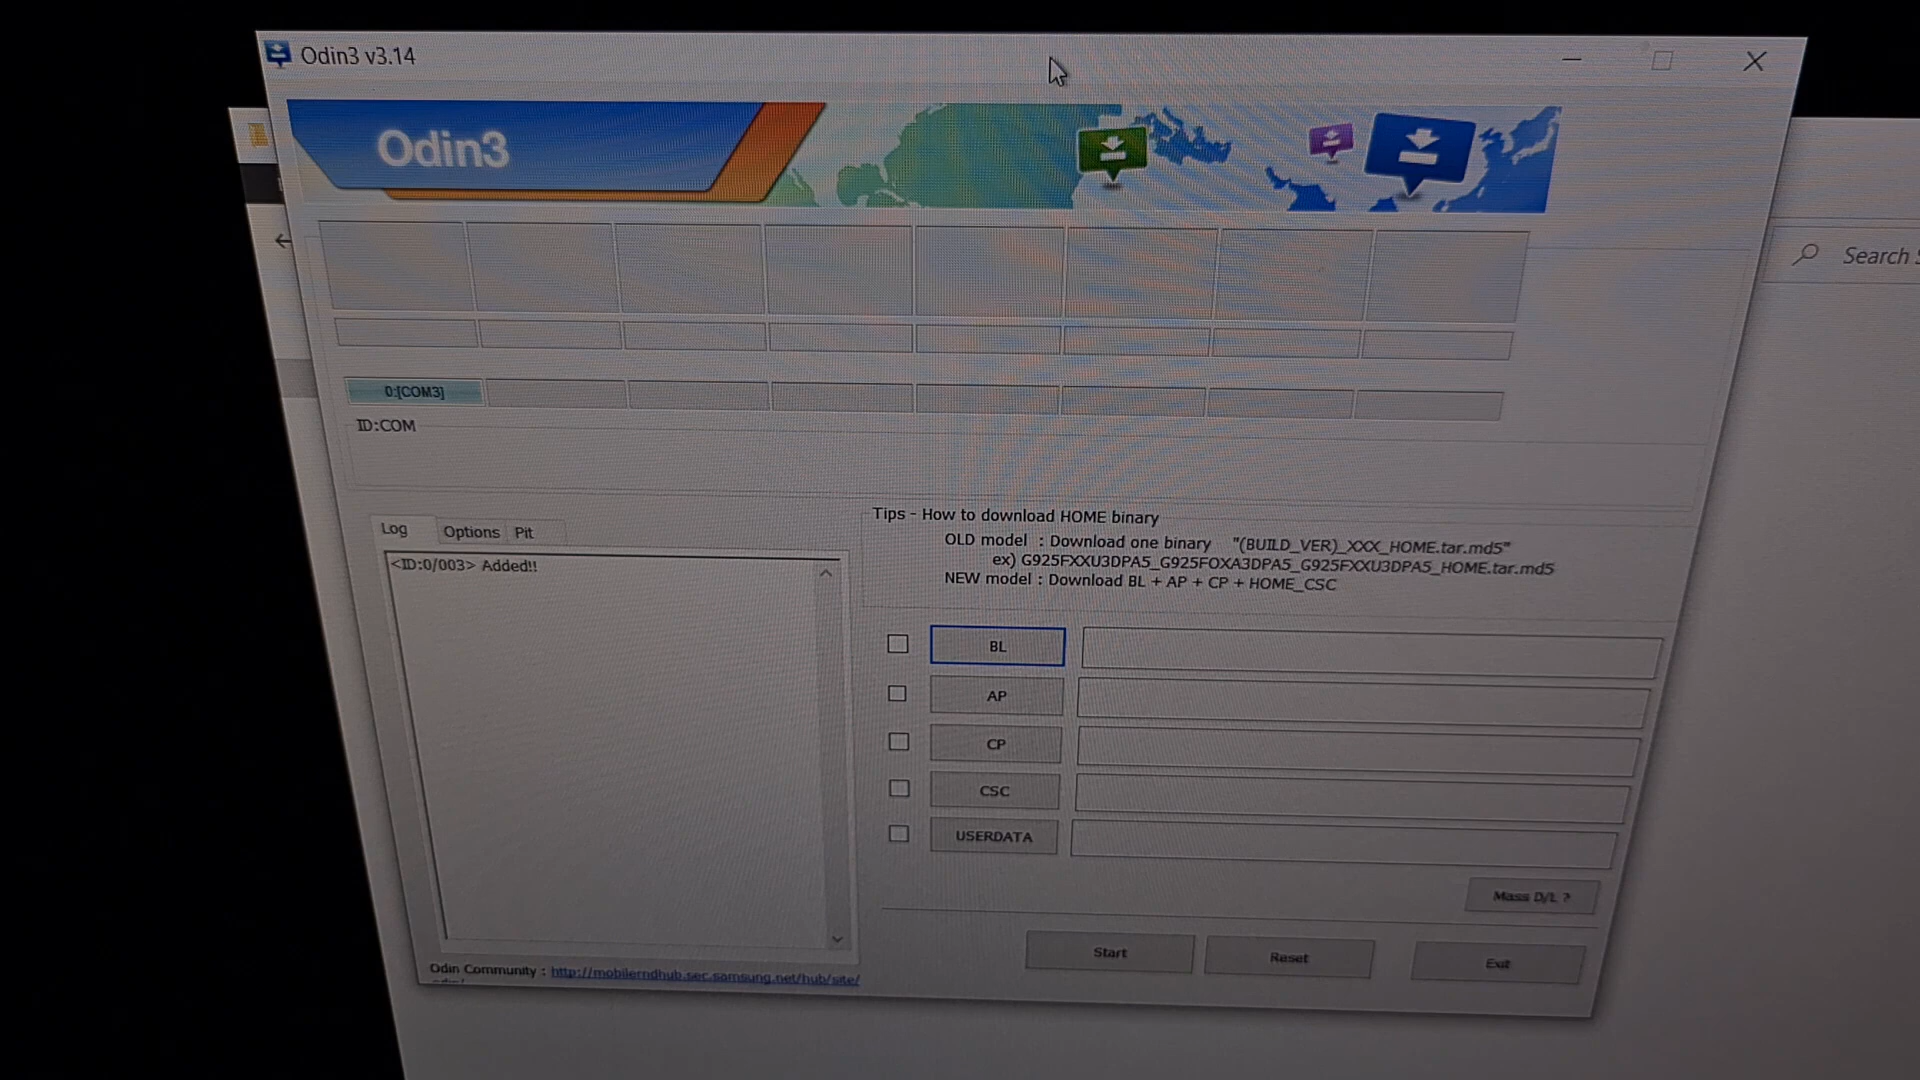 Odin3 v3.14
Odin3
Search
0:[COM3]
ID:COM
Log
Options
Pit
<ID:0/003> Added!!
Tips - How to download HOME binary
OLD model : Download one binary "(BUILD_VER)_XXX_HOME.tar.md5"
ex) G925FXXU3DPA5_G925FOXA3DPA5_G925FXXU3DPA5_HOME.tar.md5
NEW model : Download BL + AP + CP + HOME_CSC
BL
AP
CP
CSC
USERDATA
Mass D/L ?
Start
Reset
Exit
Odin Community : http://mobilerndhub.sec.samsung.net/hub/site/